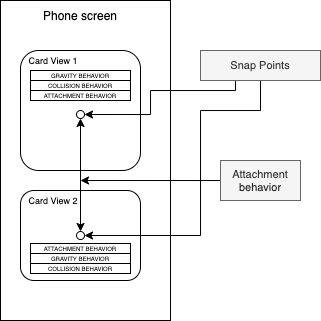 Phone screen
Card View 1
GRAVITY BEHAVIOR
COLLISION BEHAVIOR
ATTACHMENT BEHAVIOR
Snap Points
Attachment
behavior
Card View 2
ATTACHMENT BEHAVIOR
GRAVITY BEHAVIOR
COLLISION BEHAVIOR